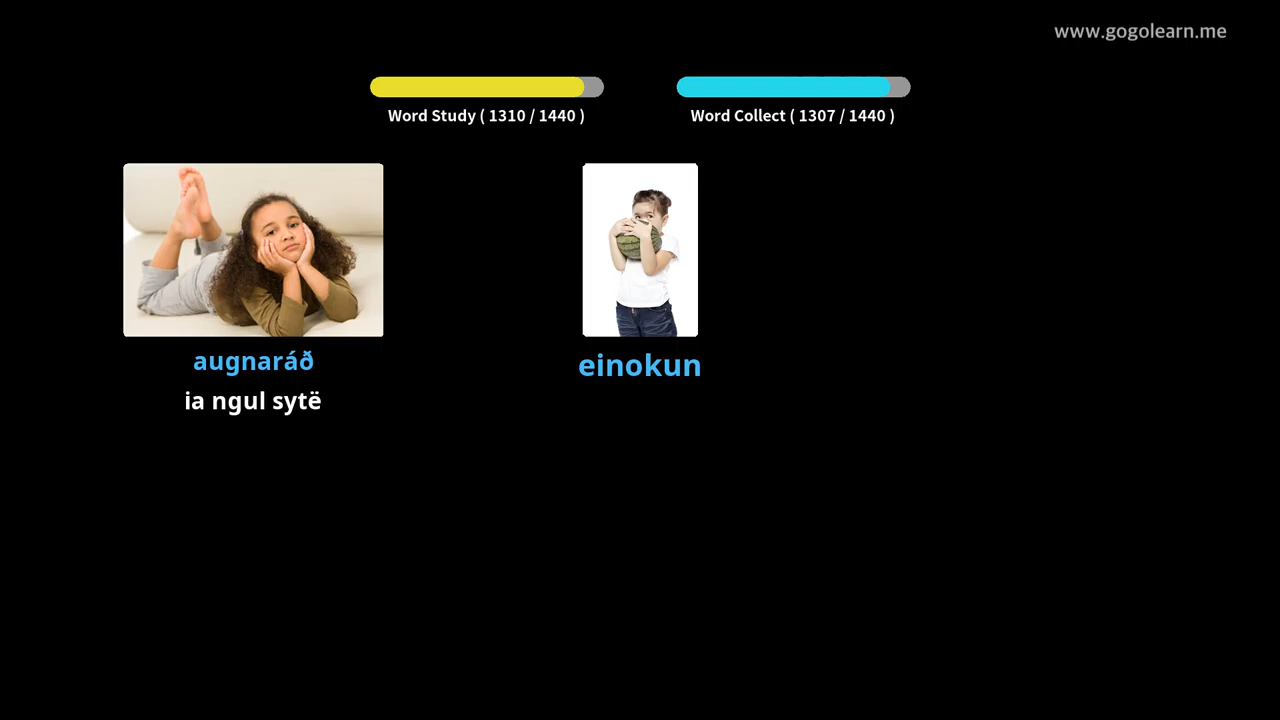 www.gogolearn.me
Word Study ( 1310 / 1440 )
Word Collect ( 1307 / 1440 )
augnaráð
ia ngul sytë
einokun